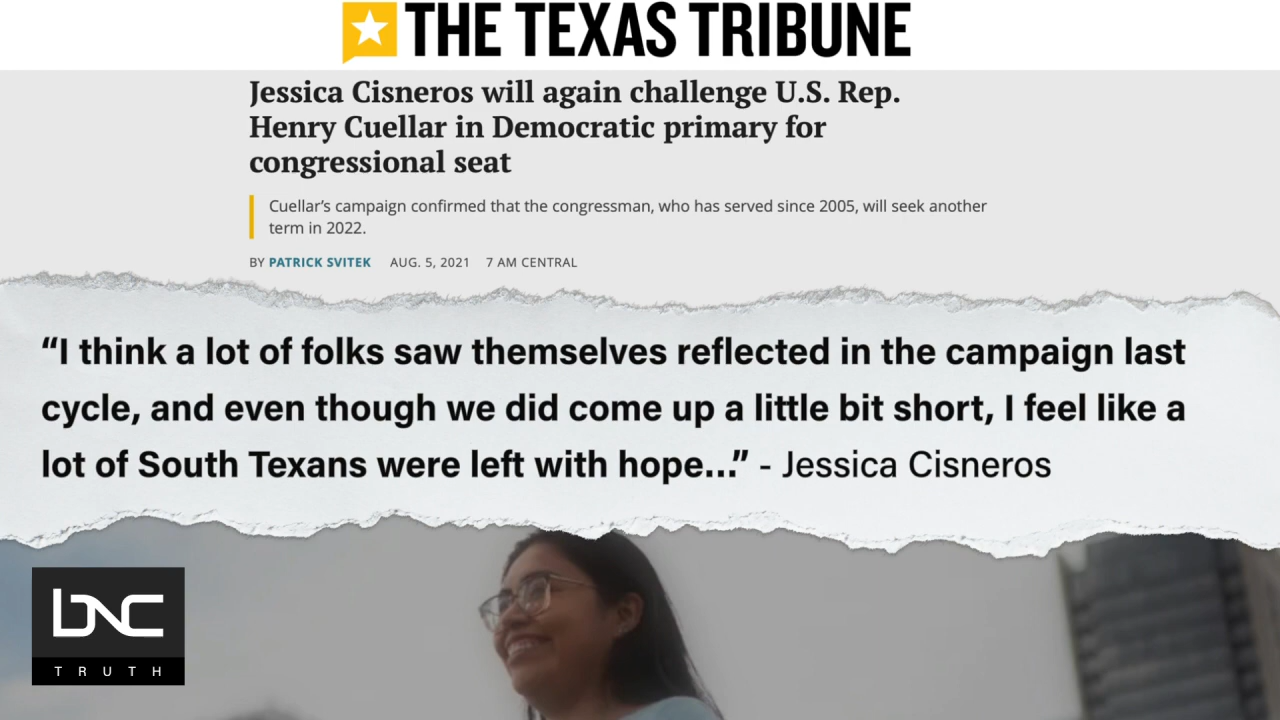 THE TEXAS TRIBUNE
Jessica Cisneros will again challenge U.S. Rep.
Henry Cuellar in Democratic primary for
congressional seat
Cuellar’s campaign confirmed that the congressman, who has served since 2005, will seek another
term in 2022.
BY PATRICK SVITEK AUG. 5, 2021 7 AM CENTRAL
“I think a lot of folks saw themselves reflected in the campaign last
cycle, and even though we did come up a little bit short, I feel like a
lot of South Texans were left with hope...” - Jessica Cisneros
BNC
TRUTH